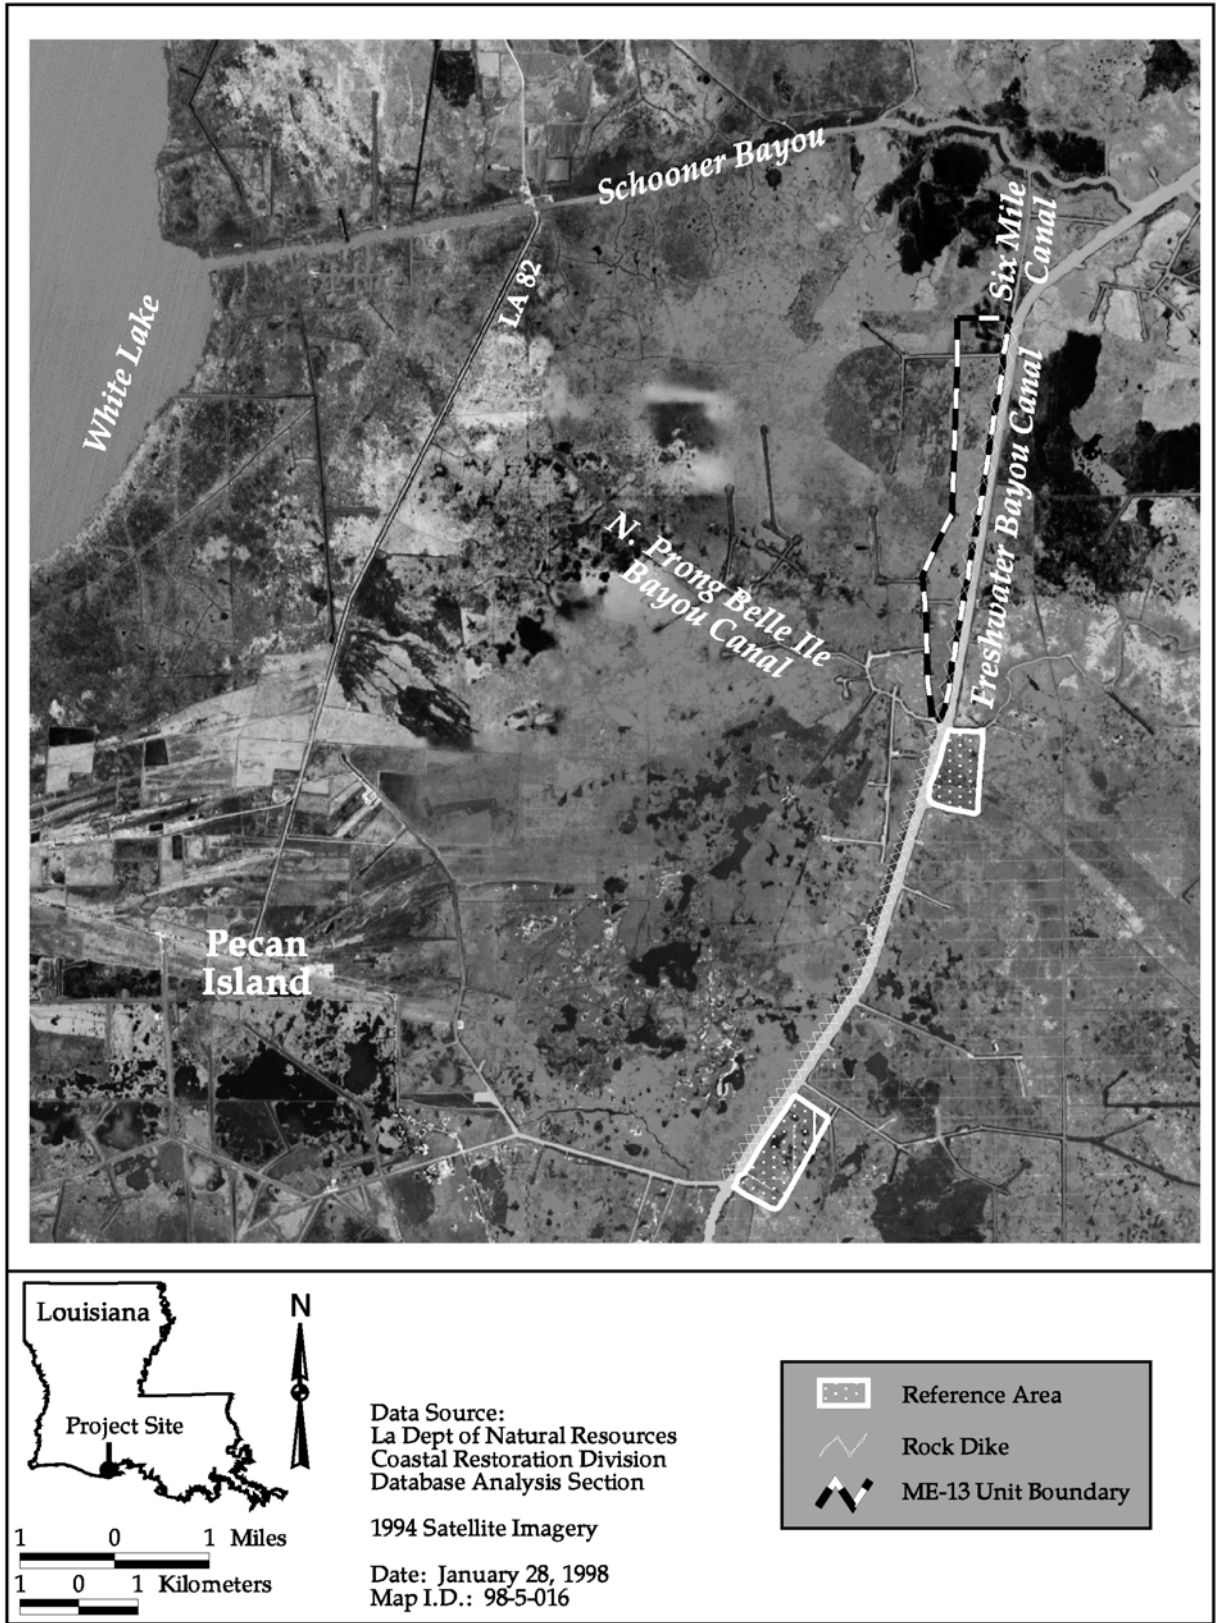 Schooner Bayou
Six Mile
Canal
LA 82
White Lake
Freshwater Bayou Canal
N. Prong Belle Ile
Bayou Canal
Pecan
Island
Louisiana
Project Site
N
1 0 1 Miles
1 0 1 Kilometers
Data Source:
La Dept of Natural Resources
Coastal Restoration Division
Database Analysis Section
1994 Satellite Imagery
Date: January 28, 1998
Map I.D.: 98-5-016
Reference Area
Rock Dike
ME-13 Unit Boundary